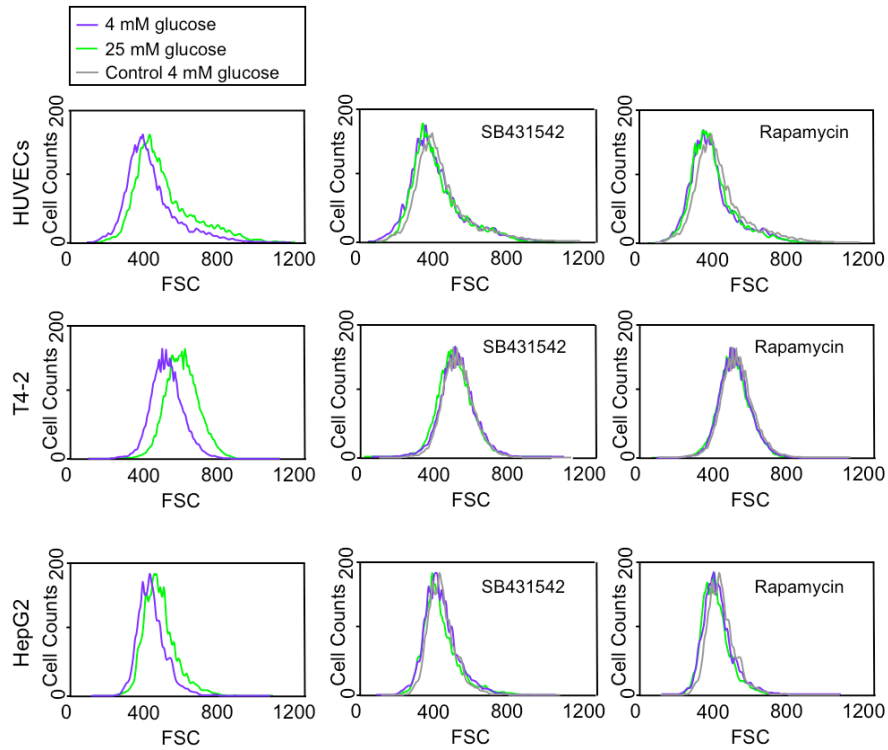 4 mM glucose
25 mM glucose
Control 4 mM glucose
HUVECs
Cell Counts
0 200
0 400 800 1200
FSC
SB431542
Cell Counts
0 200
0 400 800 1200
FSC
Rapamycin
Cell Counts
0 200
0 400 800 1200
FSC
T4-2
Cell Counts
0 200
0 400 800 1200
FSC
SB431542
Cell Counts
0 200
0 400 800 1200
FSC
Rapamycin
Cell Counts
0 200
0 400 800 1200
FSC
HepG2
Cell Counts
0 200
0 400 800 1200
FSC
SB431542
Cell Counts
0 200
0 400 800 1200
FSC
Rapamycin
Cell Counts
0 200
0 400 800 1200
FSC